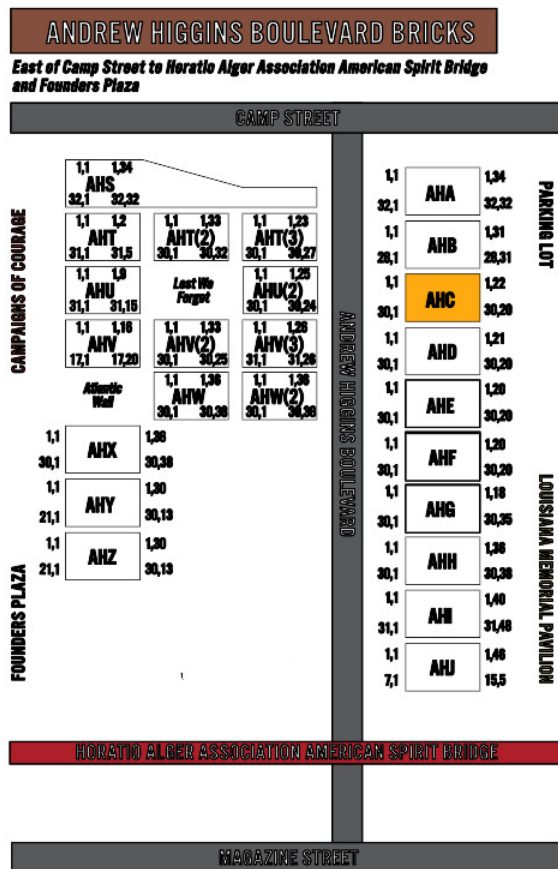 ANDREW HIGGINS BOULEVARD BRICKS
East of Camp Street to Horatio Alger Association American Spirit Bridge
and Founders Plaza
CAMP STREET
1,1 1,34
AHS
32,1 32,32
1,1 1,2
AHT
31,1 31,5
1,1 1,33
AHT(2)
30,1 30,32
1,1 1,23
AHT(3)
30,1 30,27
1,1 1,9
AHU
31,1 31,15
Lest We
Forget
1,1 1,25
AHU(2)
30,1 30,24
1,1 1,16
AHV
17,1 17,20
1,1 1,33
AHV(2)
30,1 30,25
1,1 1,26
AHV(3)
31,1 31,26
Atlantic
Wall
1,1 1,36
AHW
30,1 30,38
1,1 1,36
AHW(2)
30,1 30,38
1,1 1,36
AHX
30,1 30,38
1,1 1,30
AHY
21,1 30,13
1,1 1,30
AHZ
21,1 30,13
CAMPAIGNS OF COURAGE
FOUNDERS PLAZA
ANDREW HIGGINS BOULEVARD
1,1 1,34
AHA
32,1 32,32
1,1 1,31
AHB
28,1 28,31
1,1 1,22
AHC
30,1 30,20
1,1 1,21
AHD
30,1 30,20
1,1 1,20
AHE
30,1 30,20
1,1 1,20
AHF
30,1 30,20
1,1 1,18
AHG
30,1 30,35
1,1 1,36
AHH
30,1 30,38
1,1 1,40
AHI
31,1 31,48
1,1 1,46
AHJ
7,1 15,5
PARKING LOT
LOUISIANA MEMORIAL PAVILION
HORATIO ALGER ASSOCIATION AMERICAN SPIRIT BRIDGE
MAGAZINE STREET